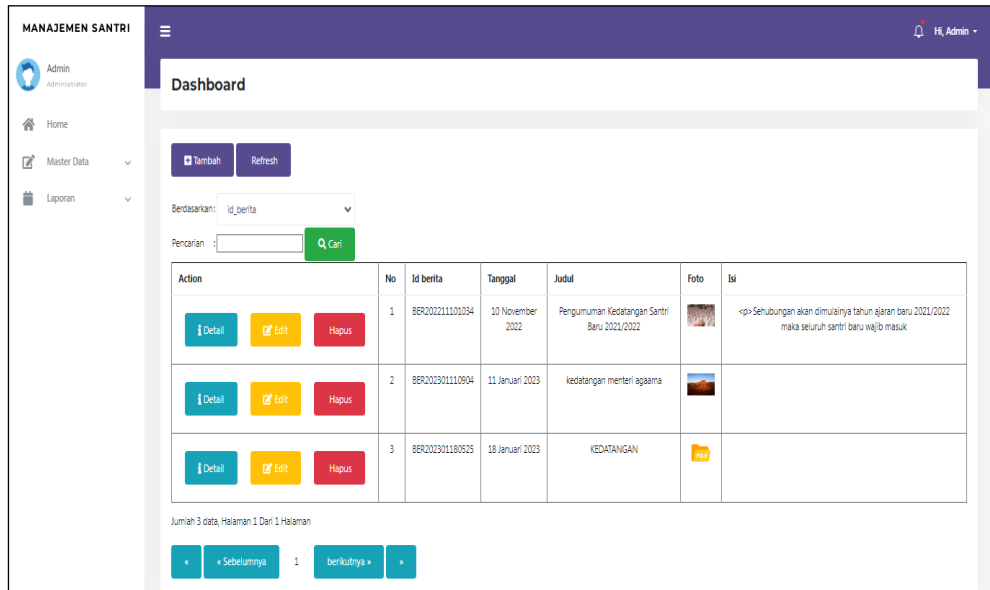 MANAJEMEN SANTRI
Hi, Admin
Admin
Administrator
Dashboard
Home
Master Data
Laporan
Tambah Refresh
Berdasarkan : id_berita
Pencarian : Cari
Action No Id berita Tanggal Judul Foto Isi
Detail Edit Hapus 1 BER202211101034 10 November Pengumuman Kedatangan Santri <p>Sehubungan akan dimulainya tahun ajaran baru 2021/2022
2022 Baru 2021/2022 maka seluruh santri baru wajib masuk
Detail Edit Hapus 2 BER202301110904 11 Januari 2023 kedatangan menteri agaama
Detail Edit Hapus 3 BER202301180525 18 Januari 2023 KEDATANGAN
Jumlah 3 data, Halaman 1 Dari 1 Halaman
« « Sebelumnya 1 berikutnya » »